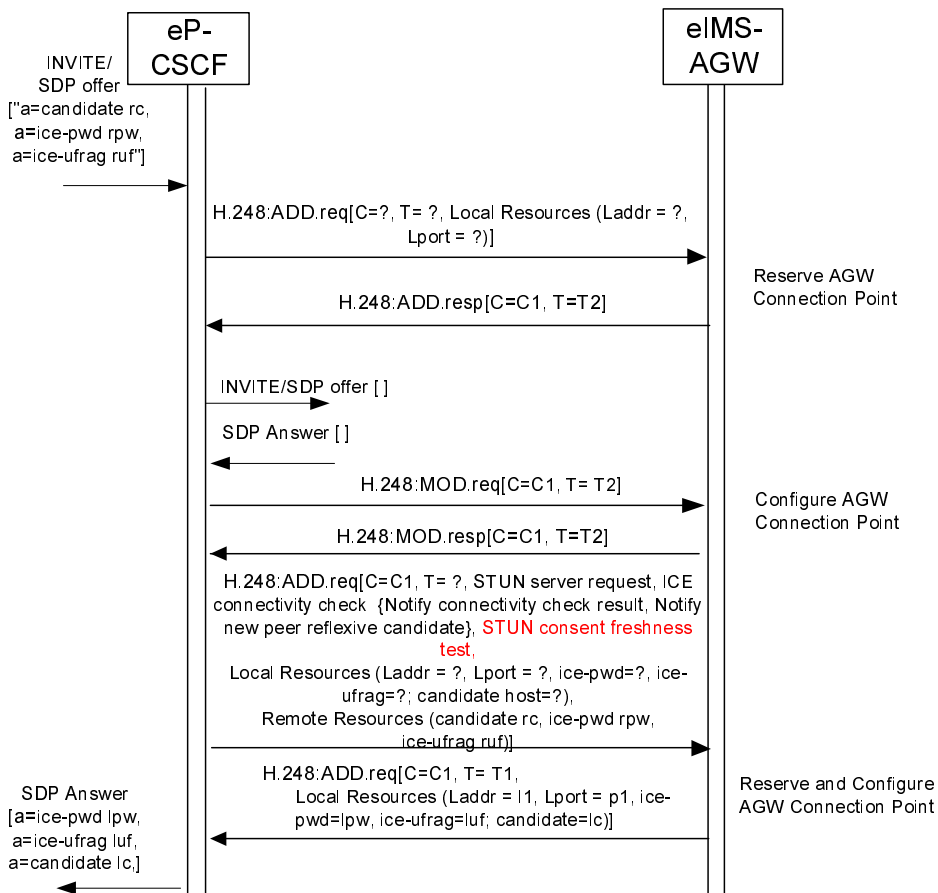 eP-
CSCF
eIMS-
AGW
INVITE/
SDP offer
["a=candidate rc,
a=ice-pwd rpw,
a=ice-ufrag ruf"]
H.248:ADD.req[C=?, T= ?, Local Resources (Laddr = ?,
Lport = ?)]
Reserve AGW
Connection Point
H.248:ADD.resp[C=C1, T=T2]
INVITE/SDP offer [ ]
SDP Answer [ ]
H.248:MOD.req[C=C1, T= T2]
Configure AGW
Connection Point
H.248:MOD.resp[C=C1, T=T2]
H.248:ADD.req[C=C1, T= ?, STUN server request, ICE
connectivity check {Notify connectivity check result, Notify
new peer reflexive candidate}, STUN consent freshness
test,
Local Resources (Laddr = ?, Lport = ?, ice-pwd=?, ice-
ufrag=?; candidate host=?),
Remote Resources (candidate rc, ice-pwd rpw,
ice-ufrag ruf)]
H.248:ADD.req[C=C1, T= T1,
Local Resources (Laddr = l1, Lport = p1, ice-
pwd=lpw, ice-ufrag=luf; candidate=lc)]
Reserve and Configure
AGW Connection Point
SDP Answer
[a=ice-pwd lpw,
a=ice-ufrag luf,
a=candidate lc,]